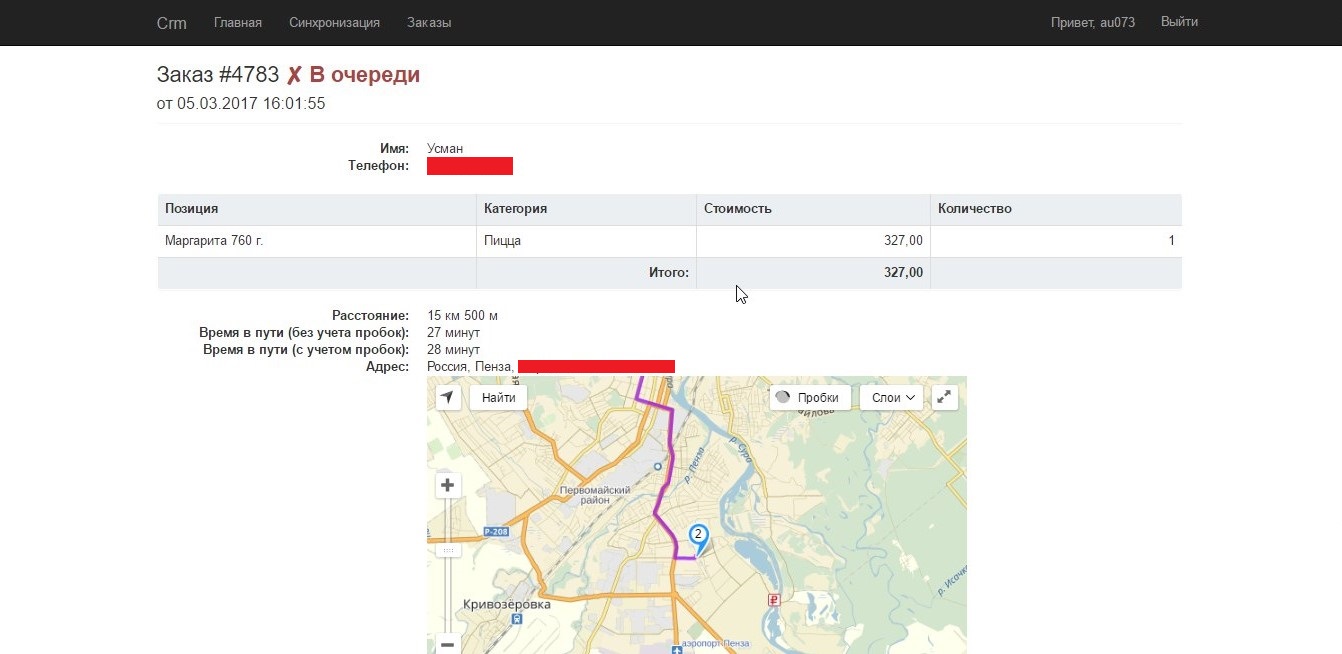 Crm Главная Синхронизация Заказы Привет, au073 Выйти
Заказ #4783 ✗ В очереди
от 05.03.2017 16:01:55
Имя: Усман
Телефон:
Позиция Категория Стоимость Количество
Маргарита 760 г. Пицца 327,00 1
Итого: 327,00
Расстояние: 15 км 500 м
Время в пути (без учета пробок): 27 минут
Время в пути (с учетом пробок): 28 минут
Адрес: Россия, Пенза,
Найти Пробки Слои
р. Сура
р. Пенза
Первомайский
район
2
Р-208
р. Исачка
Кривозёровка
аэропорт Пенза